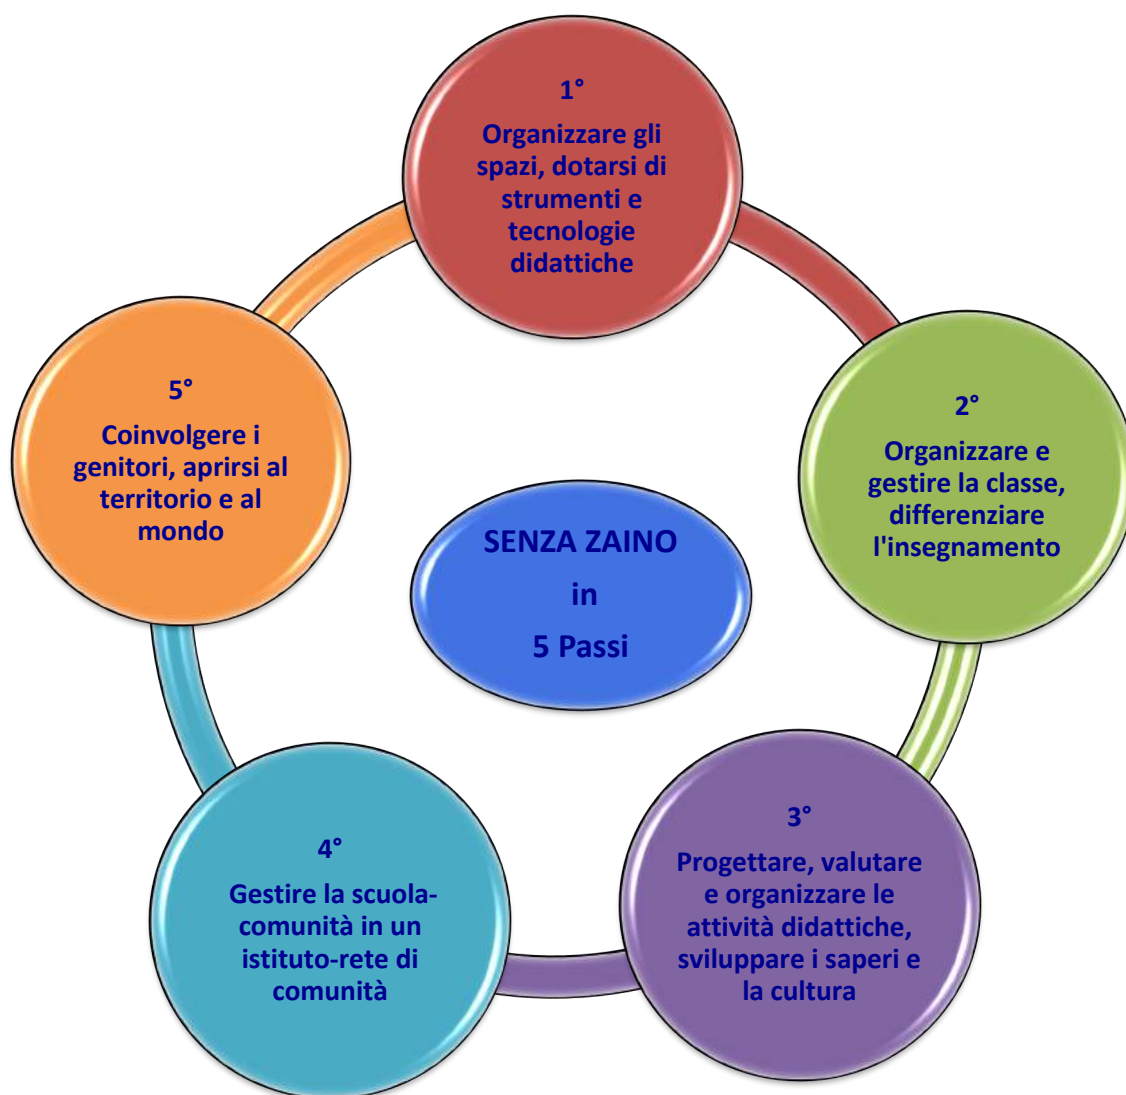 1°
Organizzare gli
spazi, dotarsi di
strumenti e
tecnologie
didattiche
2°
Organizzare e
gestire la classe,
differenziare
l'insegnamento
3°
Progettare, valutare
e organizzare le
attività didattiche,
sviluppare i saperi e
la cultura
4°
Gestire la scuola-
comunità in un
istituto-rete di
comunità
5°
Coinvolgere i
genitori, aprirsi al
territorio e al
mondo
SENZA ZAINO
in
5 Passi